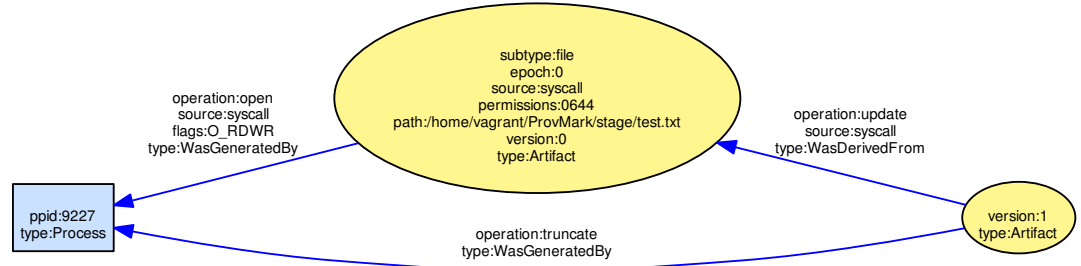 subtype:file
epoch:0
source:syscall
permissions:0644
path:/home/vagrant/ProvMark/stage/test.txt
version:0
type:Artifact
operation:open
source:syscall
flags:O_RDWR
type:WasGeneratedBy
operation:update
source:syscall
type:WasDerivedFrom
ppid:9227
type:Process
version:1
type:Artifact
operation:truncate
type:WasGeneratedBy